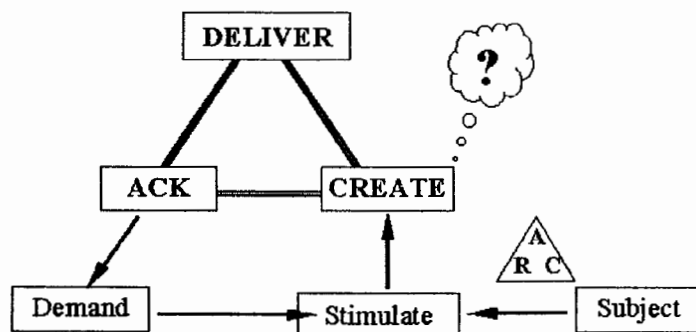 DELIVER
?
ACK
CREATE
A
R C
Demand
Stimulate
Subject